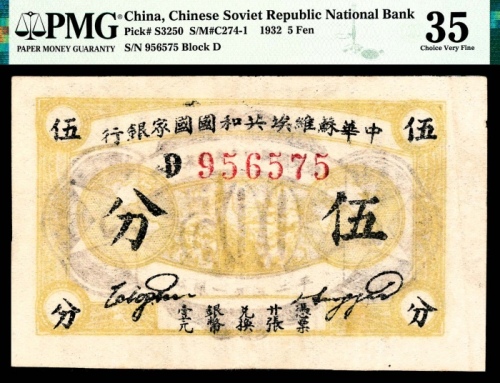 PMG
PAPER MONEY GUARANTY
China, Chinese Soviet Republic National Bank
Pick# S3250 S/M#C274-1 1932 5 Fen
S/N 956575 Block D
35
Choice Very Fine
中華蘇維埃共和國國家銀行
伍
伍
D 956575
伍分
分
分
憑票
廿張
兌換
銀幣
壹元